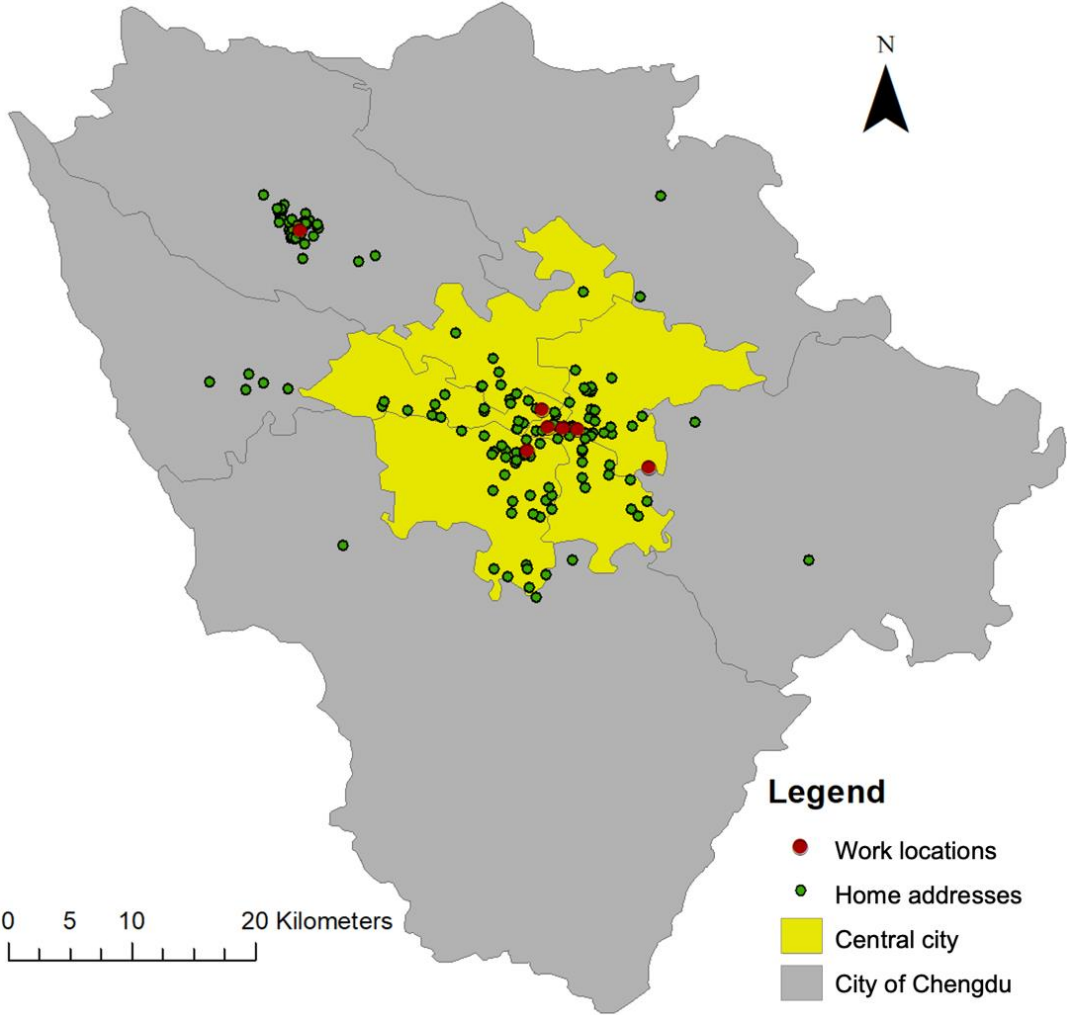 N
Legend
Work locations
Home addresses
0 5 10 20 Kilometers
Central city
City of Chengdu